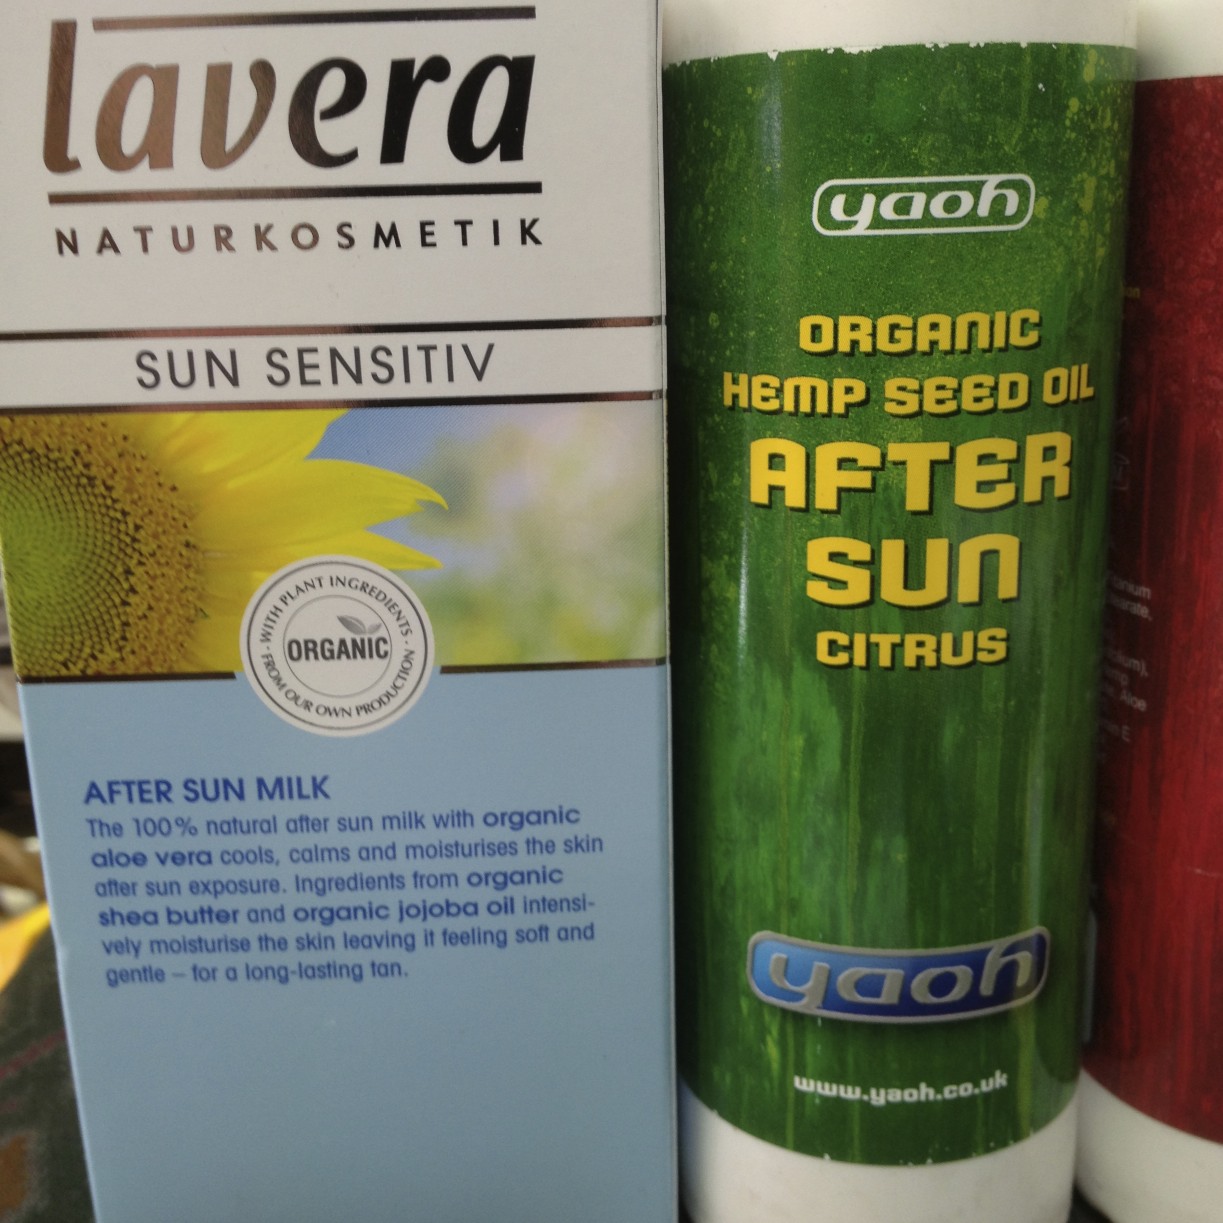 lavera
NATURKOSMETIK
SUN SENSITIV
· WITH PLANT INGREDIENTS ·
ORGANIC
FROM OUR OWN PRODUCTION
AFTER SUN MILK
The 100% natural after sun milk with organic
aloe vera cools, calms and moisturises the skin
after sun exposure. Ingredients from organic
shea butter and organic jojoba oil intensi-
vely moisturise the skin leaving it feeling soft and
gentle – for a long-lasting tan.
yaoh
ORGANIC
HEMP SEED OIL
AFTER
SUN
CITRUS
yaoh
www.yaoh.co.uk
Aloe